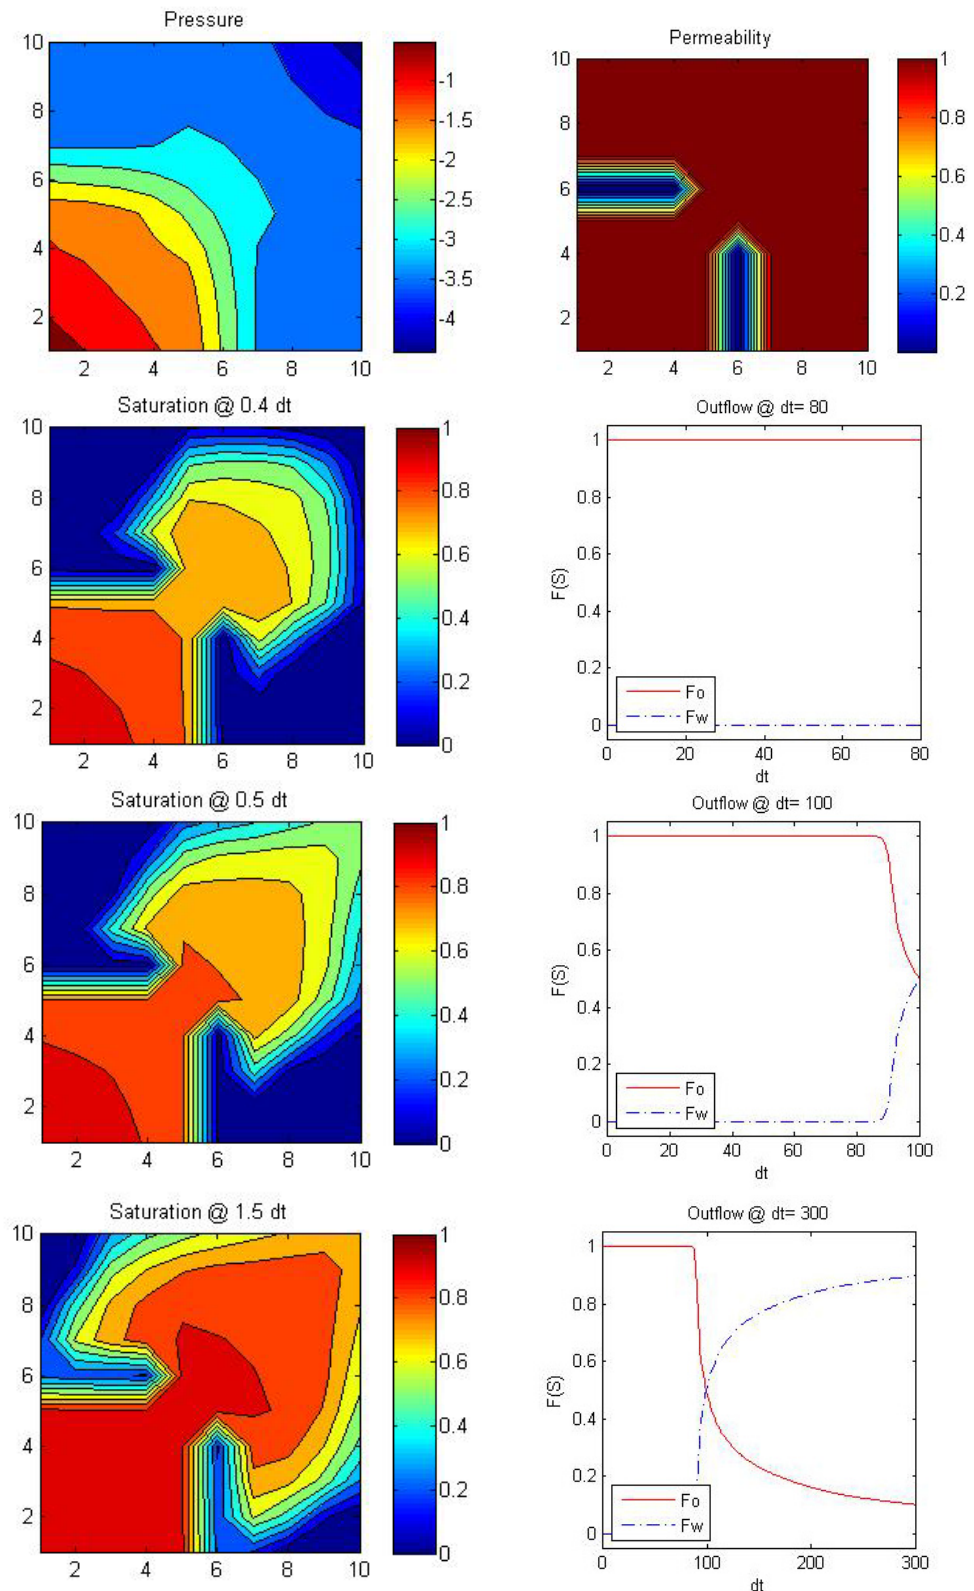 Pressure
10
8
6
4
2
2 4 6 8 10
-1
-1.5
-2
-2.5
-3
-3.5
-4
Permeability
10
8
6
4
2
2 4 6 8 10
1
0.8
0.6
0.4
0.2
Saturation @ 0.4 dt
10
8
6
4
2
2 4 6 8 10
1
0.8
0.6
0.4
0.2
0
Outflow @ dt= 80
F(S)
1
0.8
0.6
0.4
0.2
0
Fo
Fw
0 20 40 60 80
dt
Saturation @ 0.5 dt
10
8
6
4
2
2 4 6 8 10
1
0.8
0.6
0.4
0.2
0
Outflow @ dt= 100
F(S)
1
0.8
0.6
0.4
0.2
0
Fo
Fw
0 20 40 60 80 100
dt
Saturation @ 1.5 dt
10
8
6
4
2
2 4 6 8 10
1
0.8
0.6
0.4
0.2
0
Outflow @ dt= 300
F(S)
1
0.8
0.6
0.4
0.2
0
Fo
Fw
0 100 200 300
dt